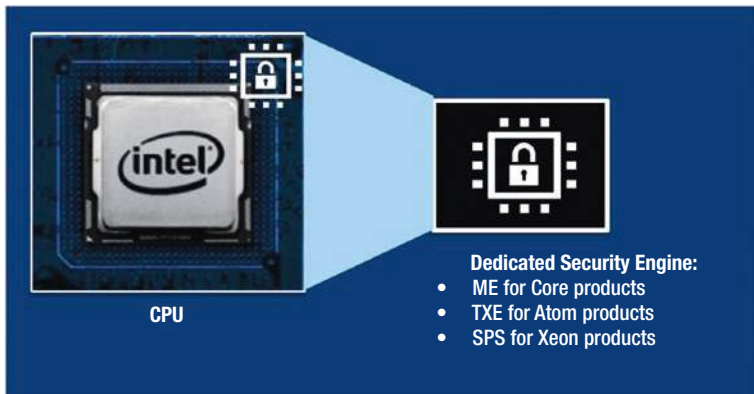 intel
CPU
Dedicated Security Engine:
• ME for Core products
• TXE for Atom products
• SPS for Xeon products